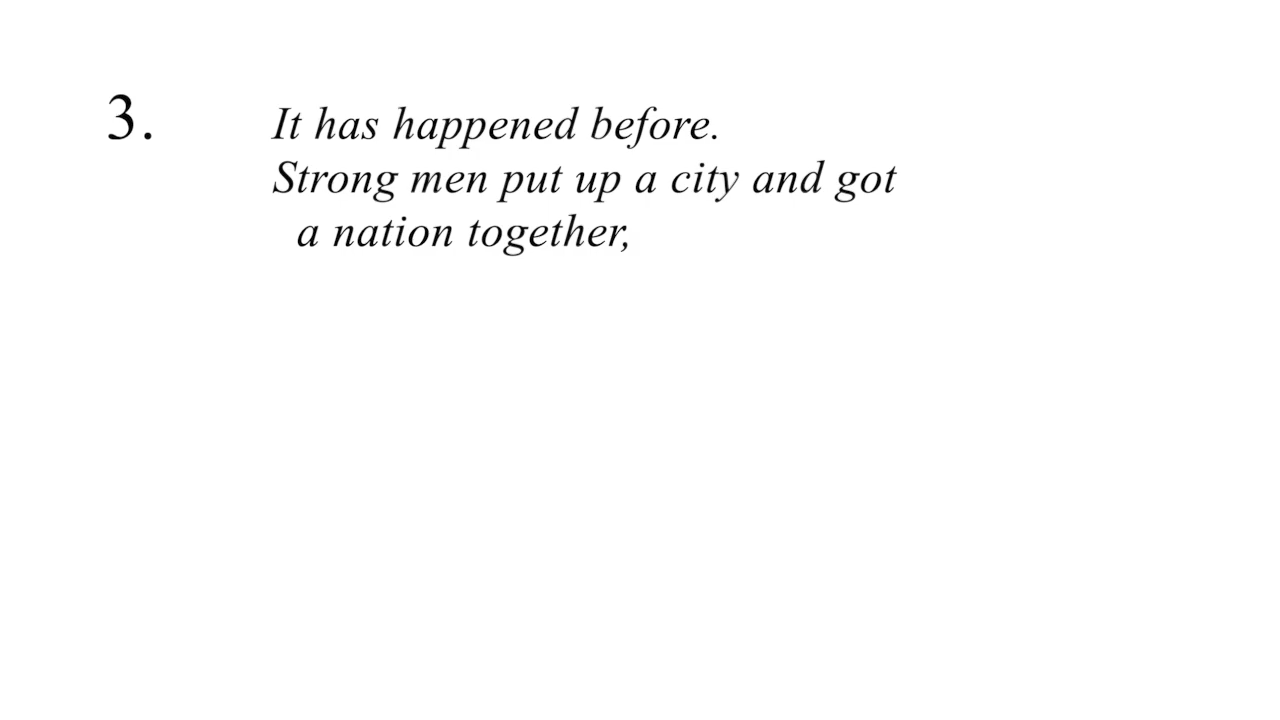 3. It has happened before.
Strong men put up a city and got
a nation together,